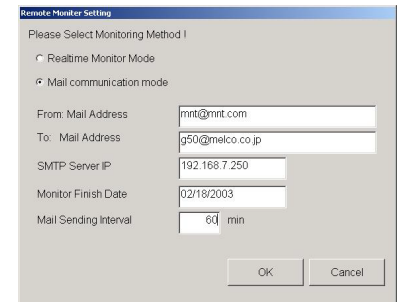 Remote Moniter Setting
Please Select Monitoring Method !
Realtime Monitor Mode
Mail communication mode
From: Mail Address mnt@mnt.com
To: Mail Address g50@melco.co.jp
SMTP Server IP 192.168.7.250
Monitor Finish Date 02/18/2003
Mail Sending Interval 60 min
OK Cancel